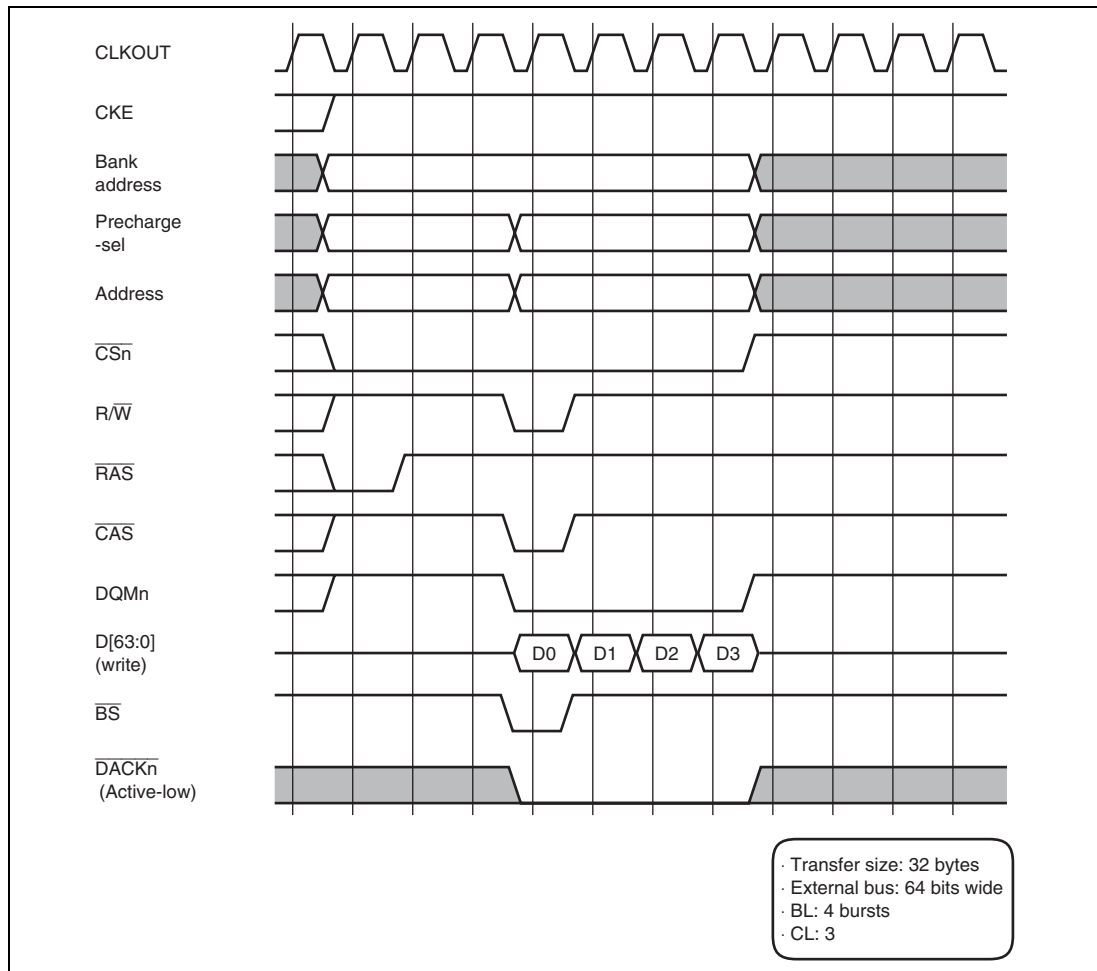 CLKOUT
CKE
Bank
address
Precharge
-sel
Address
CSn
R/W
RAS
CAS
DQMn
D[63:0]
(write)
D0 D1 D2 D3
BS
DACKn
(Active-low)
· Transfer size: 32 bytes
· External bus: 64 bits wide
· BL: 4 bursts
· CL: 3